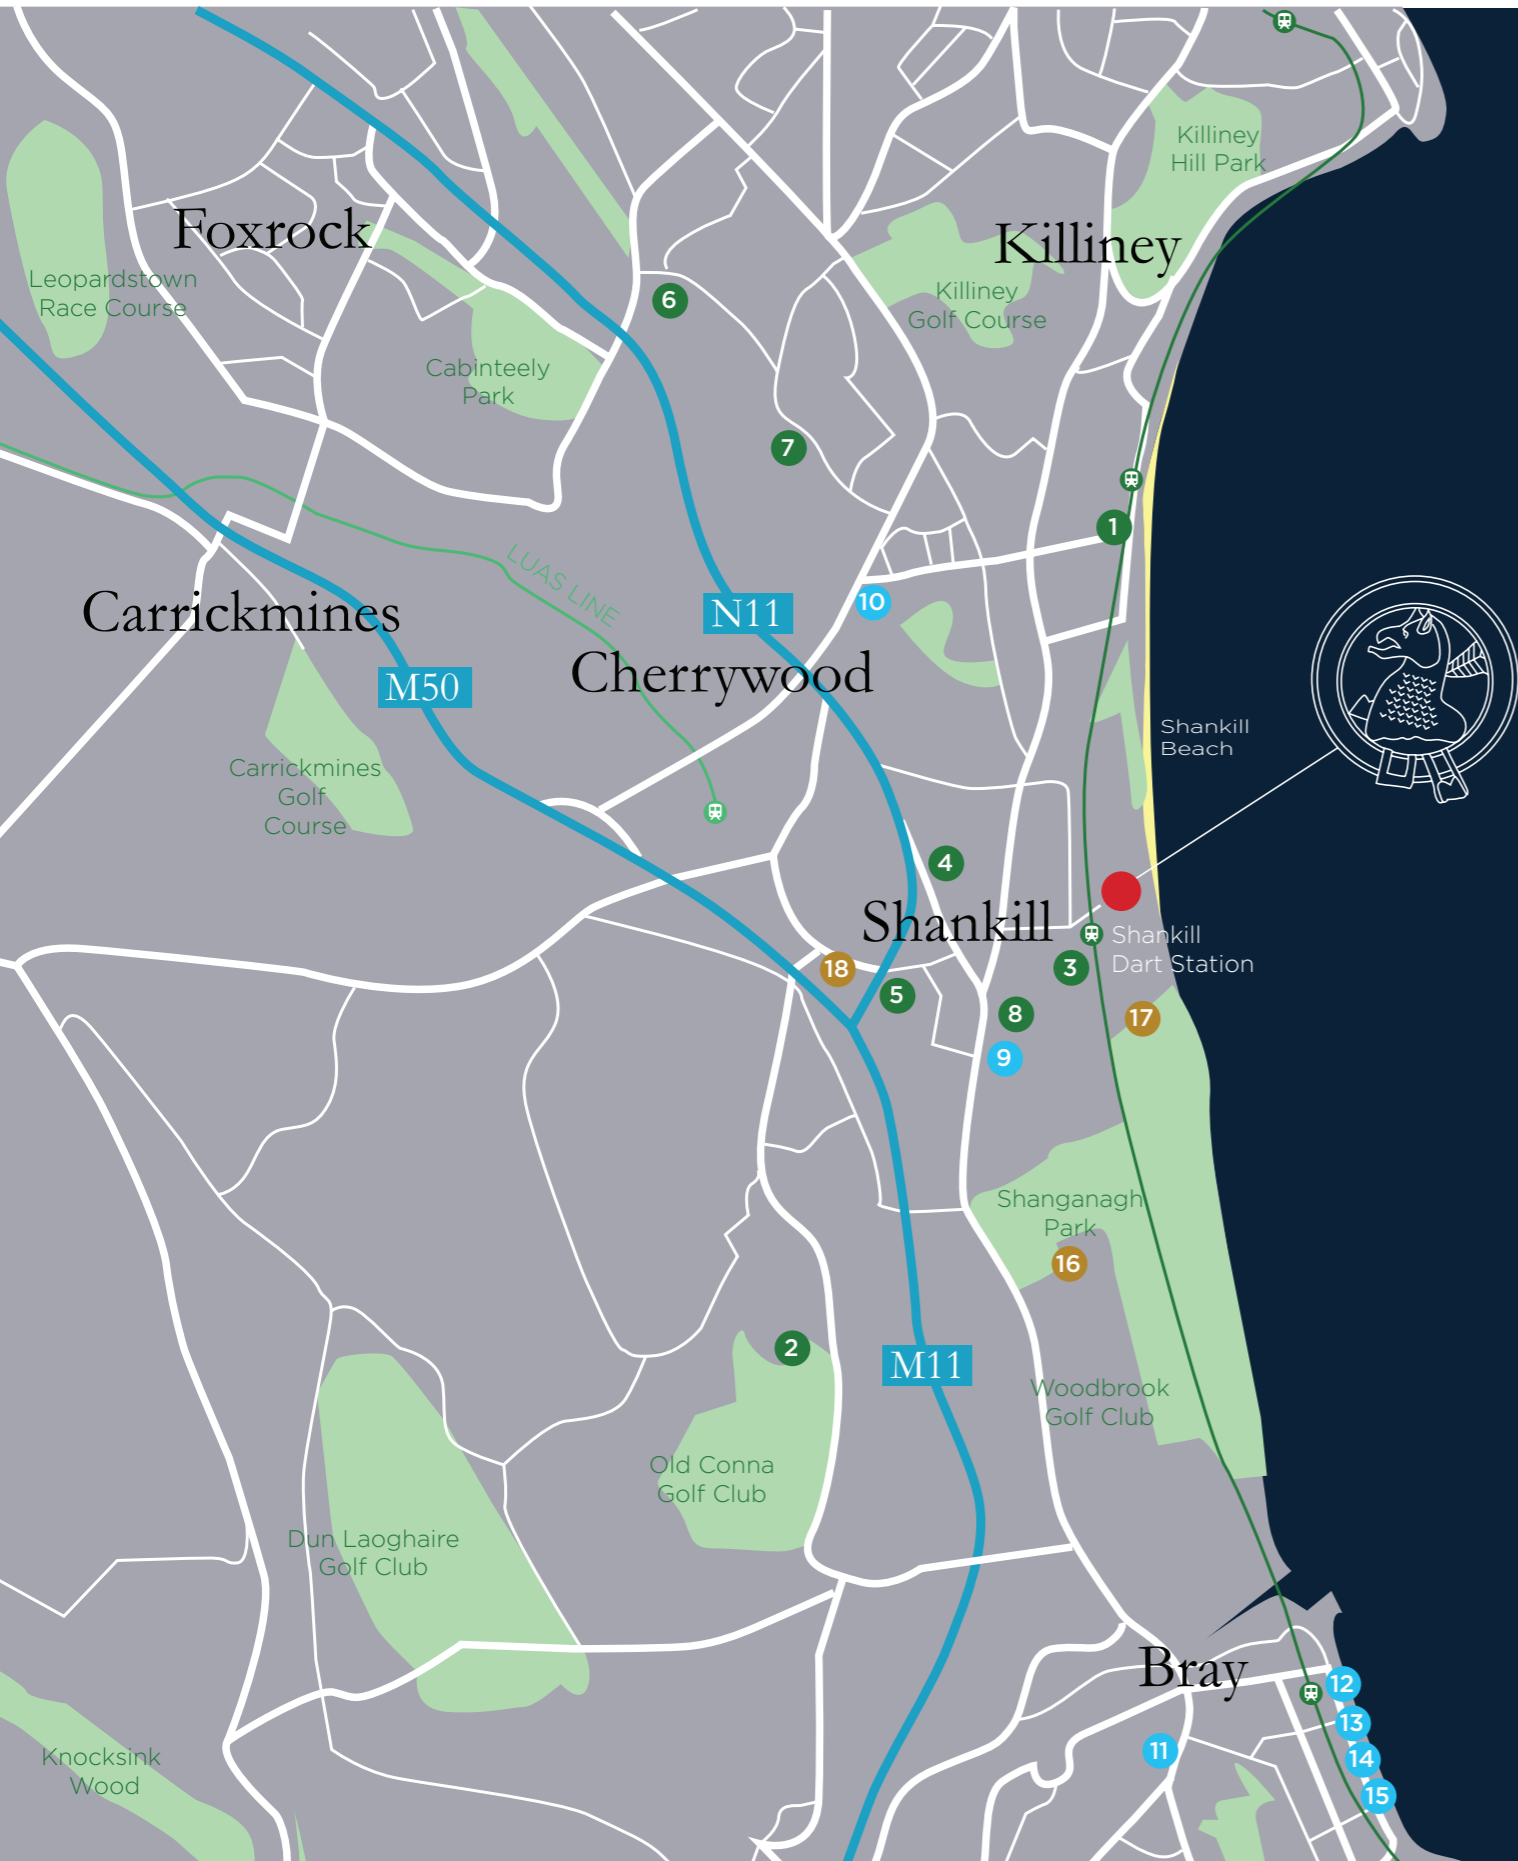 Killiney
Hill Park
Foxrock
Killiney
Leopardstown
Race Course
Killiney
Golf Course
6
Cabinteely
Park
7
1
LUAS LINE
Carrickmines
N11
10
Cherrywood
M50
Shankill
Beach
Carrickmines
Golf
Course
4
Shankill
Shankill
Dart Station
18
3
5
8
17
9
Shanganagh
Park
16
2
M11
Woodbrook
Golf Club
Old Conna
Golf Club
Dun Laoghaire
Golf Club
Bray
12
13
11
14
15
Knocksink
Wood